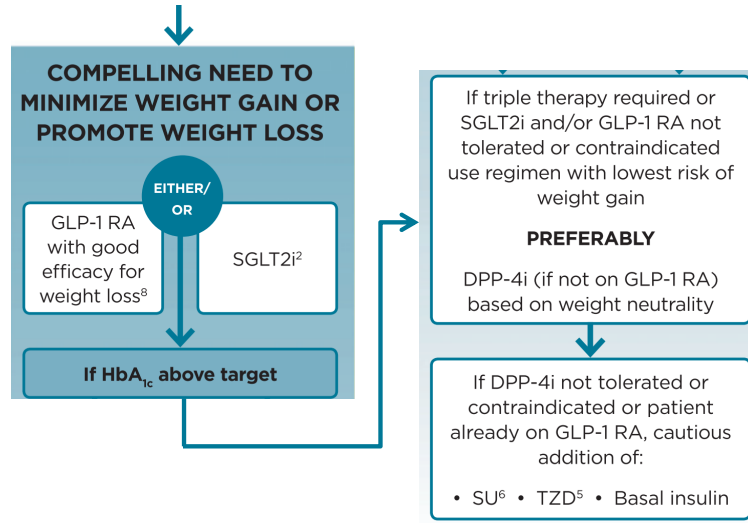 COMPELLING NEED TO
MINIMIZE WEIGHT GAIN OR
PROMOTE WEIGHT LOSS
EITHER/
OR
GLP-1 RA
with good
efficacy for
weight loss⁸
SGLT2i²
If HbA₁c above target
If triple therapy required or
SGLT2i and/or GLP-1 RA not
tolerated or contraindicated
use regimen with lowest risk of
weight gain
PREFERABLY
DPP-4i (if not on GLP-1 RA)
based on weight neutrality
If DPP-4i not tolerated or
contraindicated or patient
already on GLP-1 RA, cautious
addition of:
• SU⁶ • TZD⁵ • Basal insulin